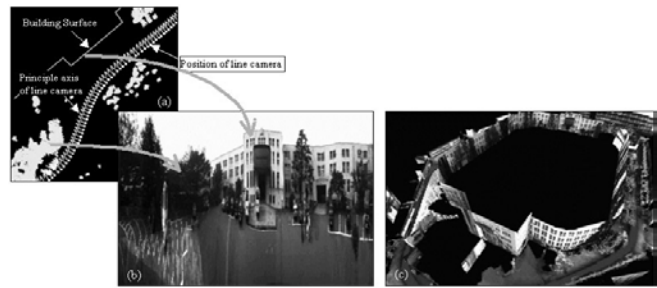 Building Surface
Position of line camera
Principle axis
of line camera
(a)
(b)
(c)